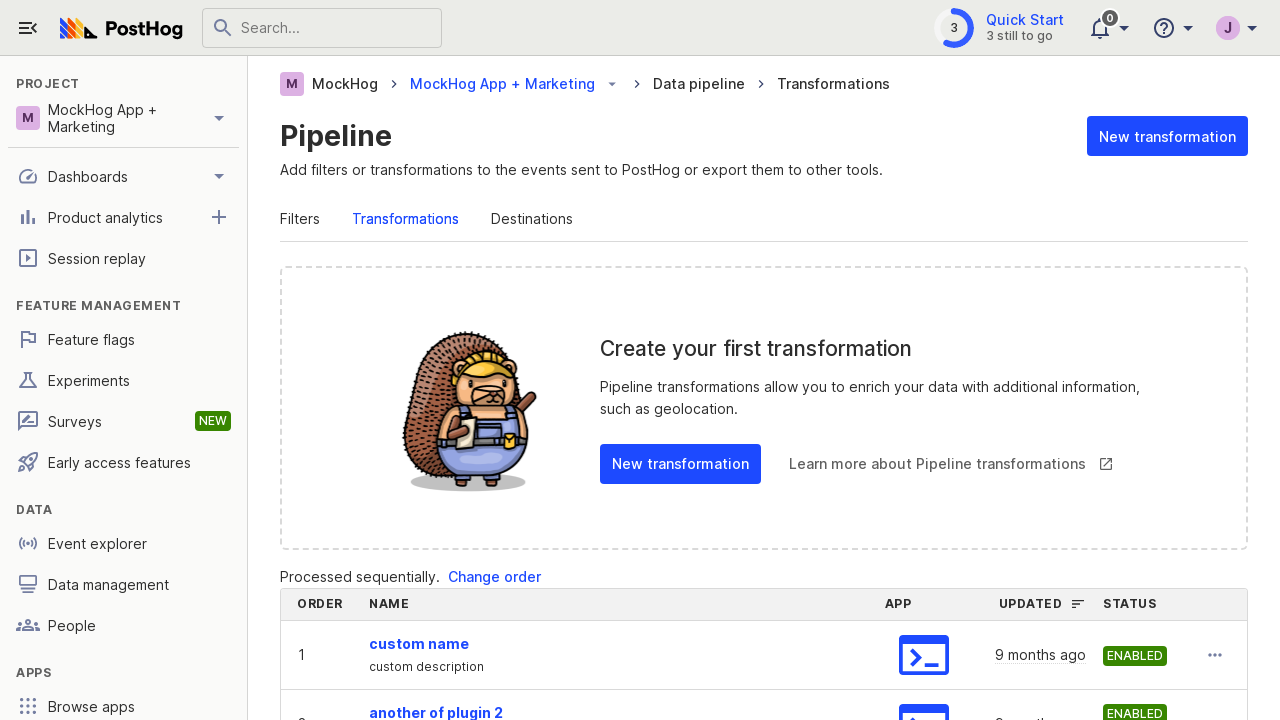 PostHog
Search...
3
Quick Start
3 still to go
0
J
PROJECT
M
MockHog App +
Marketing
Dashboards
Product analytics
Session replay
FEATURE MANAGEMENT
Feature flags
Experiments
Surveys
NEW
Early access features
DATA
Event explorer
Data management
People
APPS
Browse apps
M MockHog MockHog App + Marketing Data pipeline Transformations
Pipeline
New transformation
Add filters or transformations to the events sent to PostHog or export them to other tools.
Filters Transformations Destinations
Create your first transformation
Pipeline transformations allow you to enrich your data with additional information,
such as geolocation.
New transformation Learn more about Pipeline transformations
Processed sequentially. Change order
ORDER NAME APP UPDATED STATUS
1 custom name 9 months ago ENABLED
custom description
another of plugin 2 ENABLED